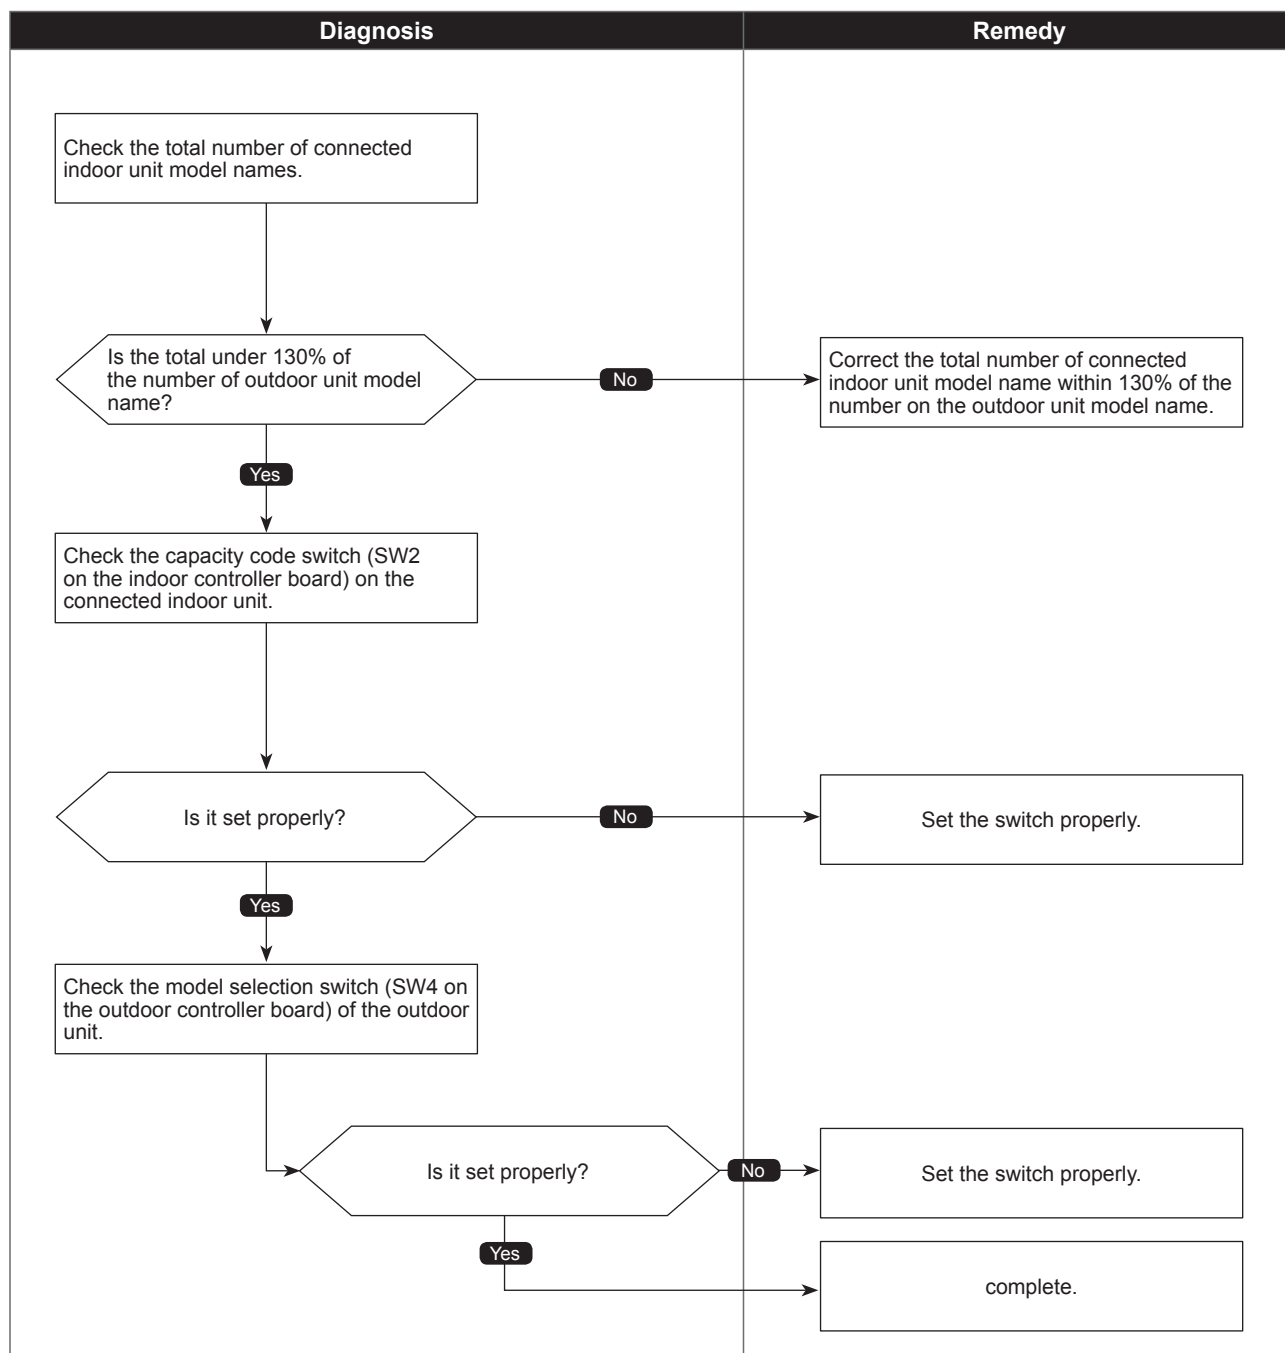 Diagnosis
Remedy
Check the total number of connected
indoor unit model names.
Is the total under 130% of
the number of outdoor unit model
name?
No
Correct the total number of connected
indoor unit model name within 130% of the
number on the outdoor unit model name.
Yes
Check the capacity code switch (SW2
on the indoor controller board) on the
connected indoor unit.
Is it set properly?
No
Set the switch properly.
Yes
Check the model selection switch (SW4 on
the outdoor controller board) of the outdoor
unit.
Is it set properly?
No
Set the switch properly.
Yes
complete.